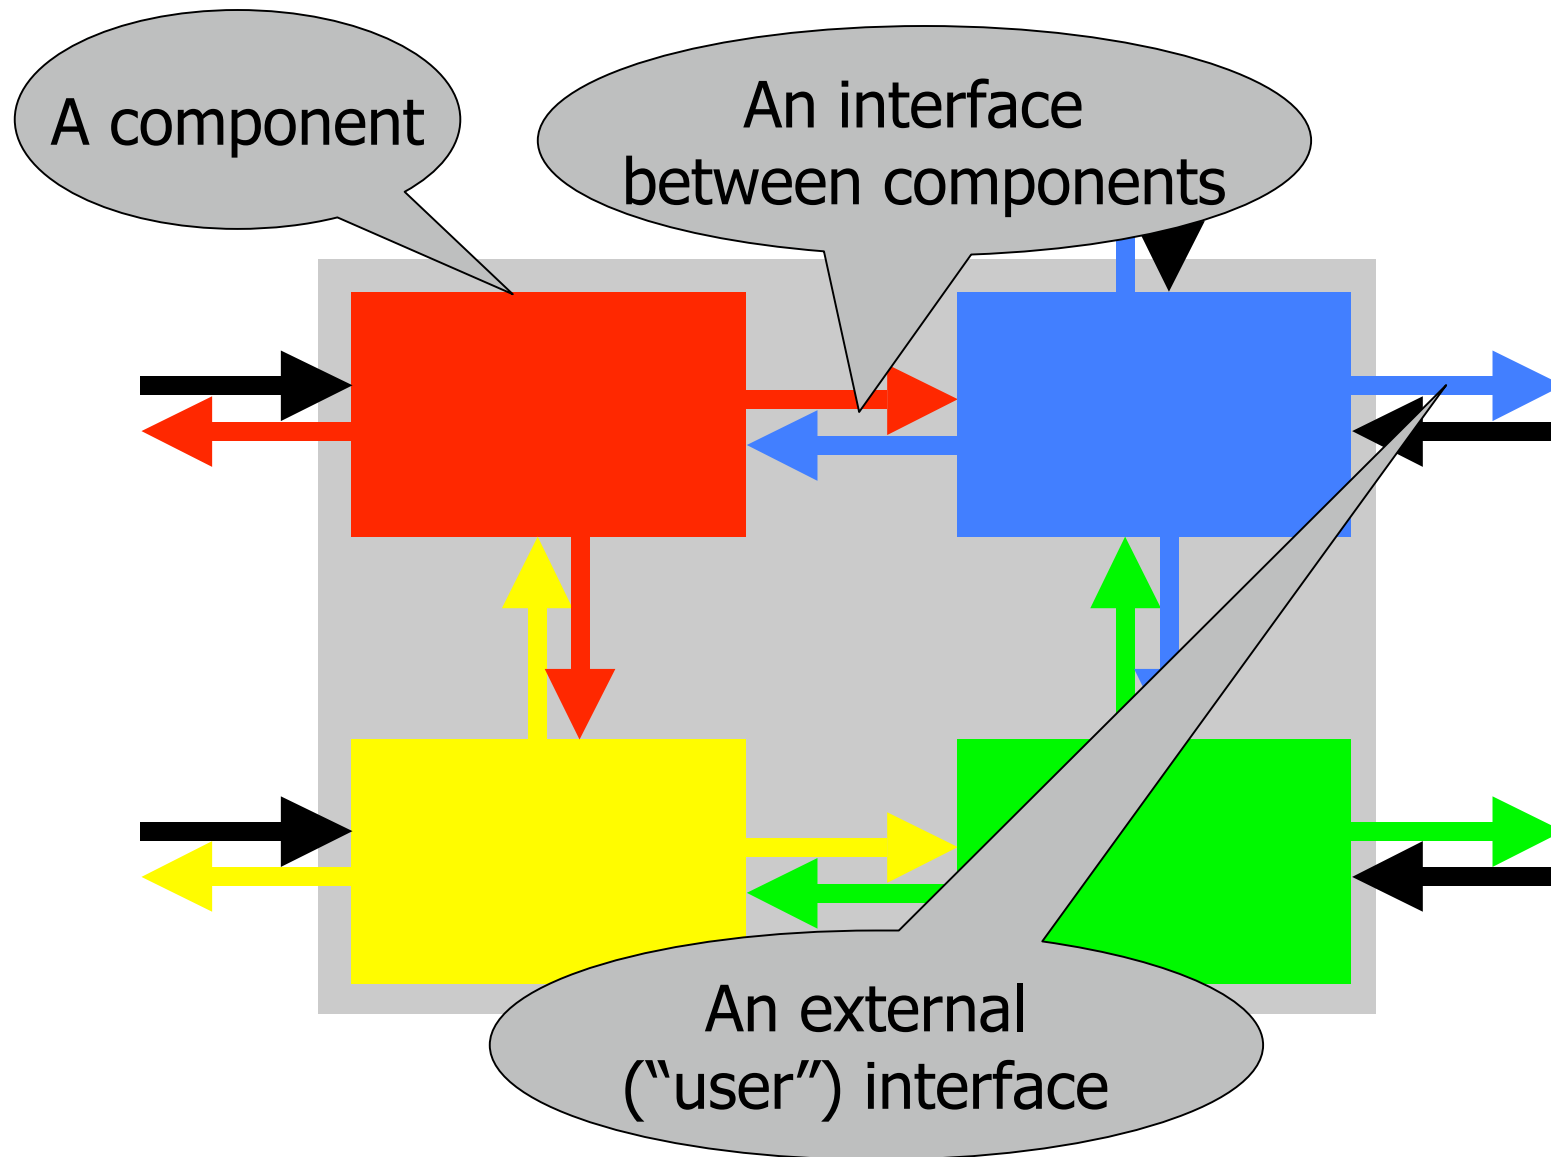 A component
An interface
between components
An external
(“user”) interface